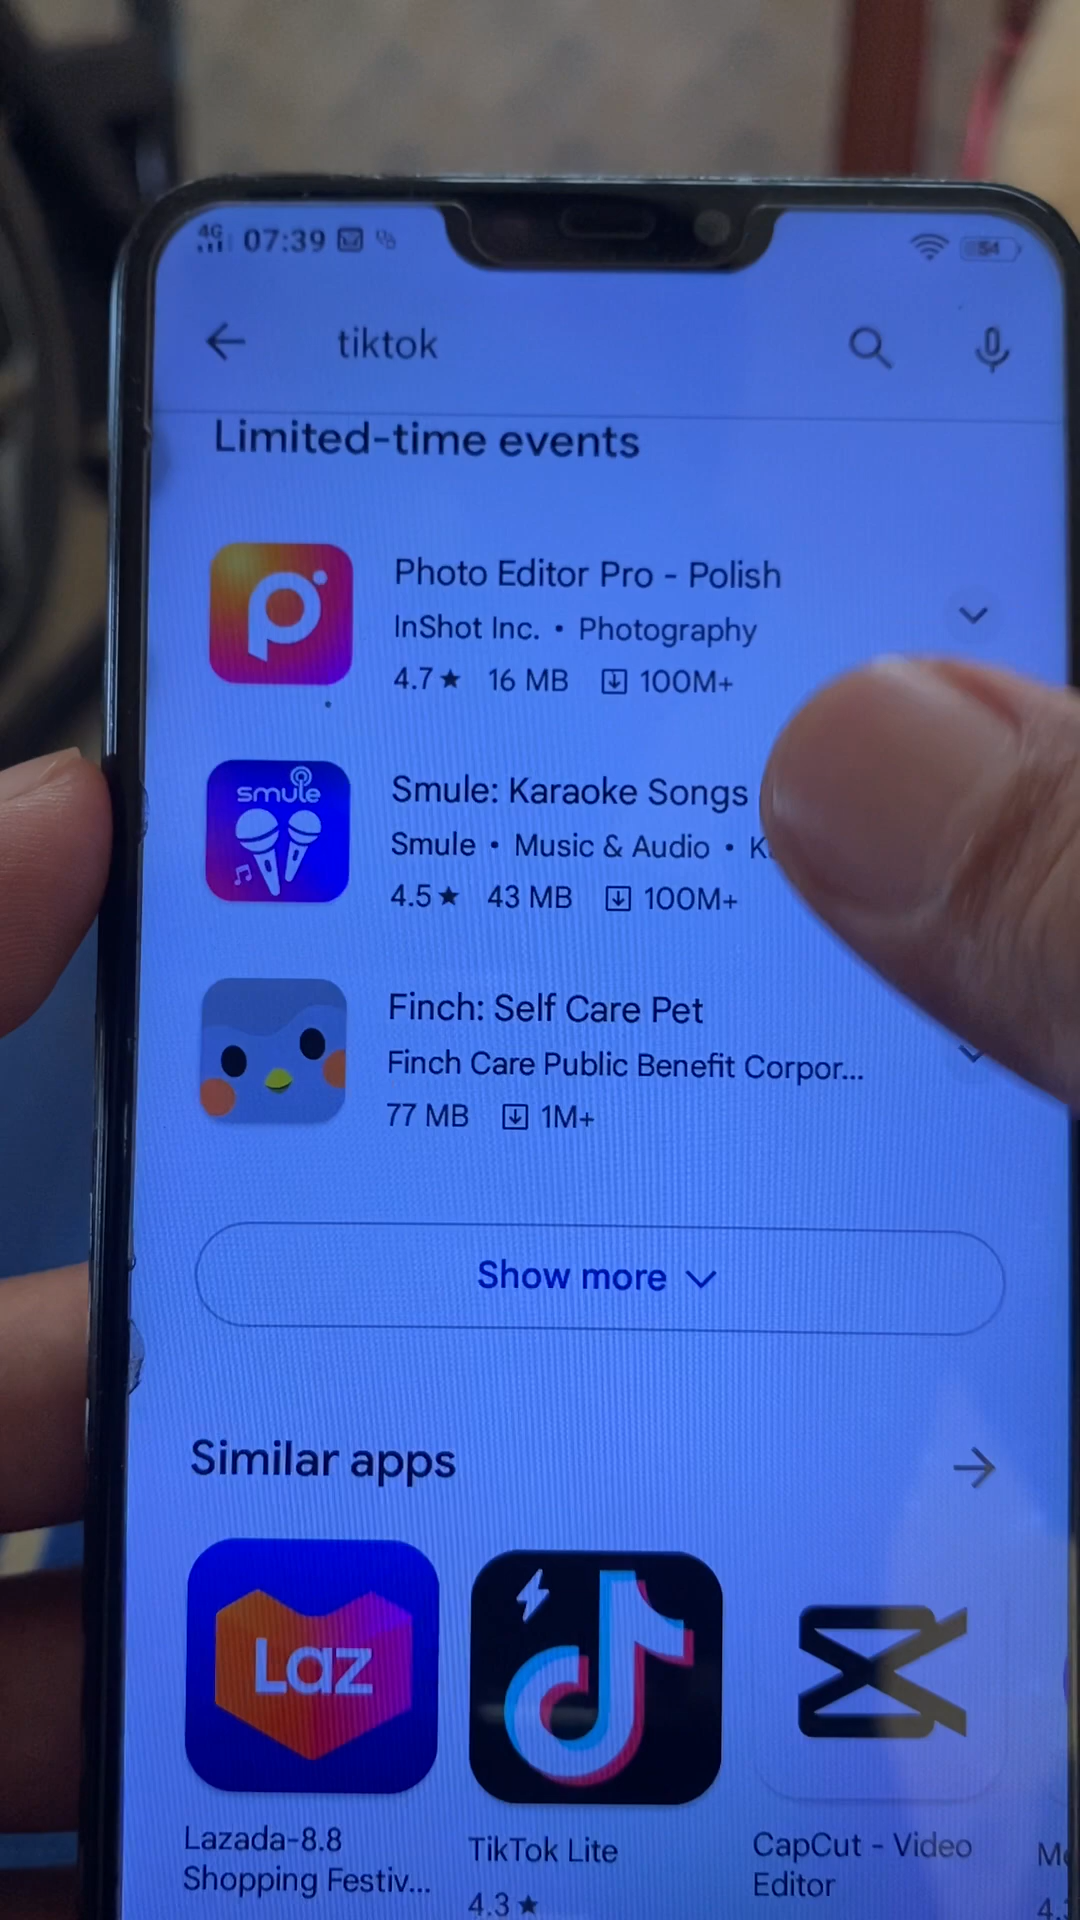 4G 07:39 54
tiktok
Limited-time events
Photo Editor Pro - Polish
InShot Inc. • Photography
4.7★ 16 MB 100M+
smule
Smule: Karaoke Songs
Smule • Music & Audio •
4.5★ 43 MB 100M+
Finch: Self Care Pet
Finch Care Public Benefit Corpor...
77 MB 1M+
Show more
Similar apps
Laz
Lazada-8.8
Shopping Festiv...
TikTok Lite
4.3★
CapCut - Video
Editor